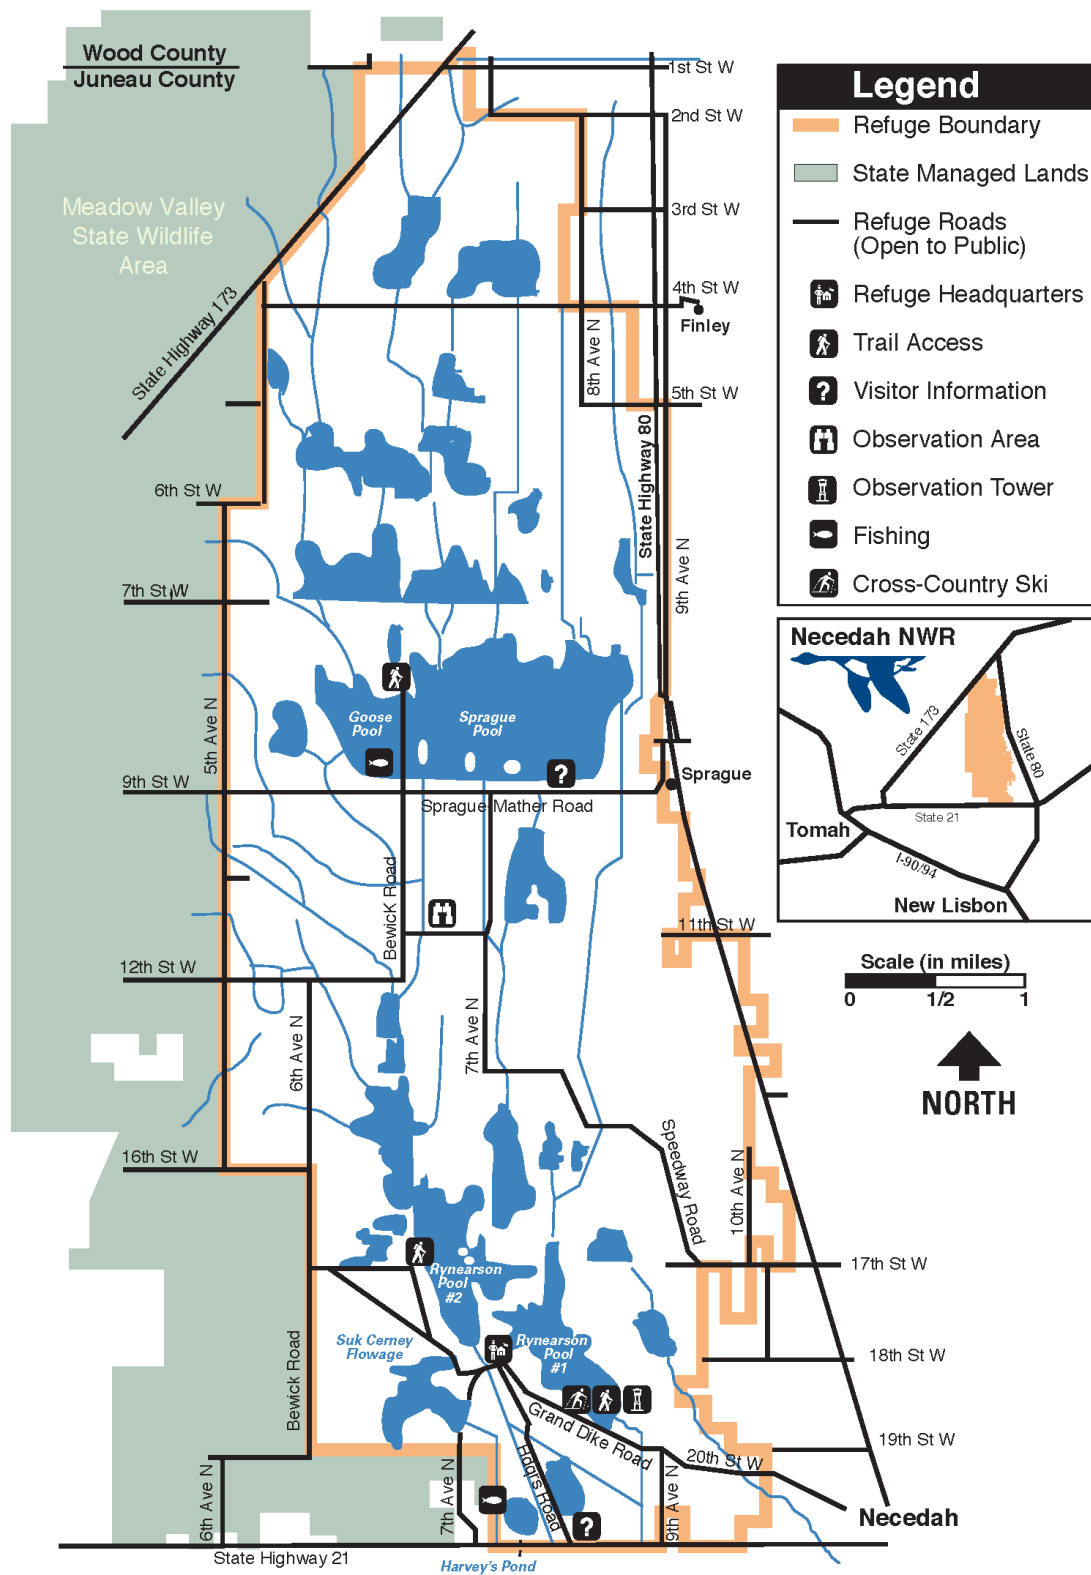 Wood County
Juneau County
1st St W
2nd St W
3rd St W
4th St W
Finley
5th St W
Meadow Valley
State Wildlife
Area
State Highway 173
8th Ave N
State Highway 80
9th Ave N
6th St W
7th St W
5th Ave N
Goose
Pool
Sprague
Pool
9th St W
Sprague-Mather Road
Sprague
Bewick Road
11th St W
12th St W
6th Ave N
7th Ave N
Speedway Road
10th Ave N
16th St W
17th St W
Rynearson
Pool
#2
Suk Cerney
Flowage
Rynearson
Pool
#1
18th St W
Bewick Road
Grand Dike Road
19th St W
20th St W
Hdqrs Road
6th Ave N
7th Ave N
9th Ave N
Necedah
State Highway 21
Harvey's Pond
Legend
Refuge Boundary
State Managed Lands
Refuge Roads
(Open to Public)
Refuge Headquarters
Trail Access
? Visitor Information
Observation Area
Observation Tower
Fishing
Cross-Country Ski
Necedah NWR
State 173
State 80
State 21
Tomah
I-90/94
New Lisbon
Scale (in miles)
0 1/2 1
NORTH
?
?